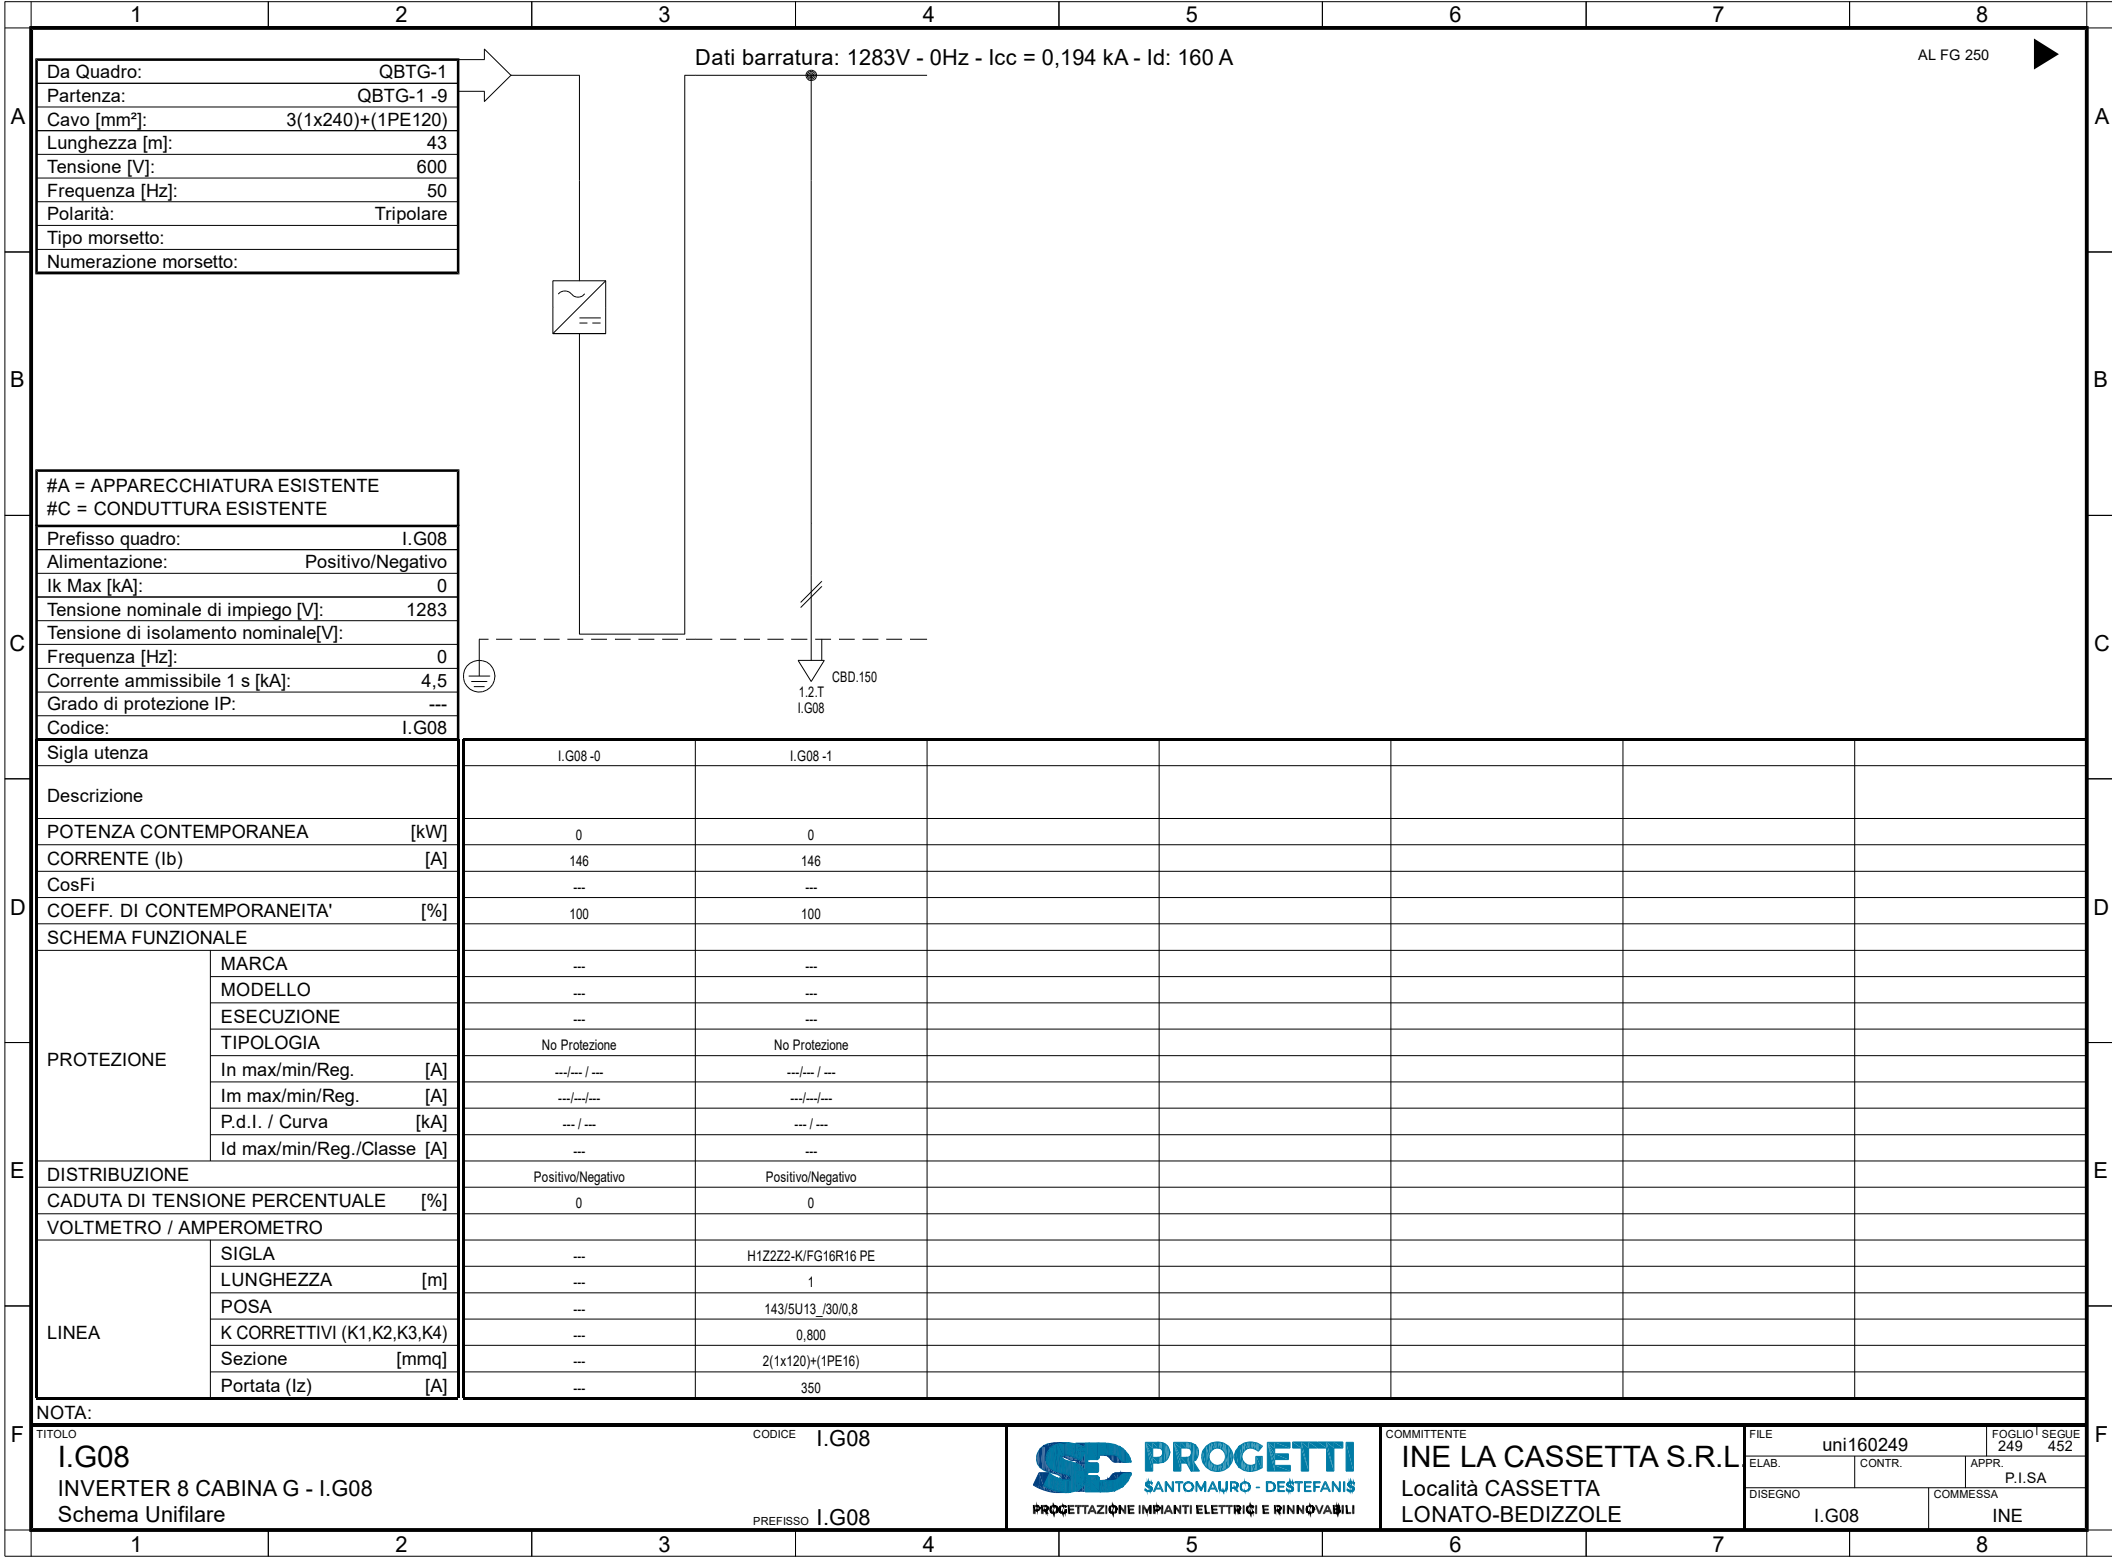 1 2 3 4 5 6 7 8
Dati barratura: 1283V - 0Hz - Icc = 0,194 kA - Id: 160 A
AL FG 250
Da Quadro: QBTG-1
Partenza: QBTG-1 -9
Cavo [mm²]: 3(1x240)+(1PE120)
Lunghezza [m]: 43
Tensione [V]: 600
Frequenza [Hz]: 50
Polarità: Tripolare
Tipo morsetto:
Numerazione morsetto:
A A
B B
#A = APPARECCHIATURA ESISTENTE
#C = CONDUTTURA ESISTENTE
Prefisso quadro: I.G08
Alimentazione: Positivo/Negativo
Ik Max [kA]: 0
Tensione nominale di impiego [V]: 1283
Tensione di isolamento nominale[V]:
Frequenza [Hz]: 0
Corrente ammissibile 1 s [kA]: 4,5
Grado di protezione IP: ---
Codice: I.G08
C C
CBD.150
1.2.T
I.G08
Sigla utenza I.G08 -0 I.G08 -1
Descrizione
POTENZA CONTEMPORANEA [kW] 0 0
CORRENTE (Ib) [A] 146 146
CosFi --- ---
D D
COEFF. DI CONTEMPORANEITA' [%] 100 100
SCHEMA FUNZIONALE
PROTEZIONE
MARCA --- ---
MODELLO --- ---
ESECUZIONE --- ---
TIPOLOGIA No Protezione No Protezione
In max/min/Reg. [A] ---/--- / --- ---/--- / ---
Im max/min/Reg. [A] ---/---/--- ---/---/---
P.d.I. / Curva [kA] --- / --- --- / ---
Id max/min/Reg./Classe [A] --- ---
E E
DISTRIBUZIONE Positivo/Negativo Positivo/Negativo
CADUTA DI TENSIONE PERCENTUALE [%] 0 0
VOLTMETRO / AMPEROMETRO
LINEA
SIGLA --- H1Z2Z2-K/FG16R16 PE
LUNGHEZZA [m] --- 1
POSA --- 143/5U13_/30/0,8
K CORRETTIVI (K1,K2,K3,K4) --- 0,800
Sezione [mmq] --- 2(1x120)+(1PE16)
Portata (Iz) [A] --- 350
NOTA:
F F
TITOLO
I.G08
INVERTER 8 CABINA G - I.G08
Schema Unifilare
CODICE I.G08
PREFISSO I.G08
SD PROGETTI
SANTOMAURO - DESTEFANIS
PROGETTAZIONE IMPIANTI ELETTRICI E RINNOVABILI
COMMITTENTE
INE LA CASSETTA S.R.L.
Località CASSETTA
LONATO-BEDIZZOLE
FILE uni160249
FOGLIO 249 SEGUE 452
ELAB. CONTR. APPR. P.I.SA
DISEGNO I.G08
COMMESSA INE
1 2 3 4 5 6 7 8